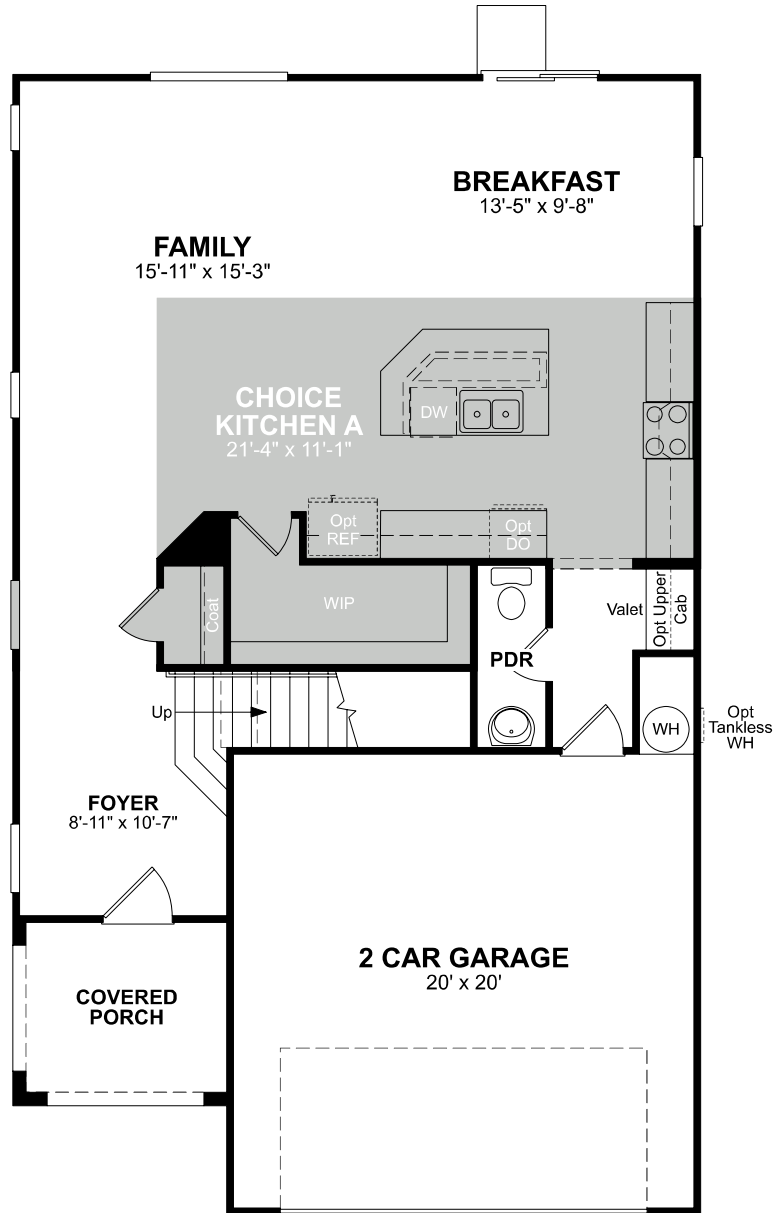 BREAKFAST
13'-5" x 9'-8"
FAMILY
15'-11" x 15'-3"
CHOICE
KITCHEN A
21'-4" x 11'-1"
DW
Opt
REF
Opt
DO
Coat
WIP
Valet
Opt Upper
Cab
PDR
Up
WH
Opt
Tankless
WH
FOYER
8'-11" x 10'-7"
2 CAR GARAGE
20' x 20'
COVERED
PORCH